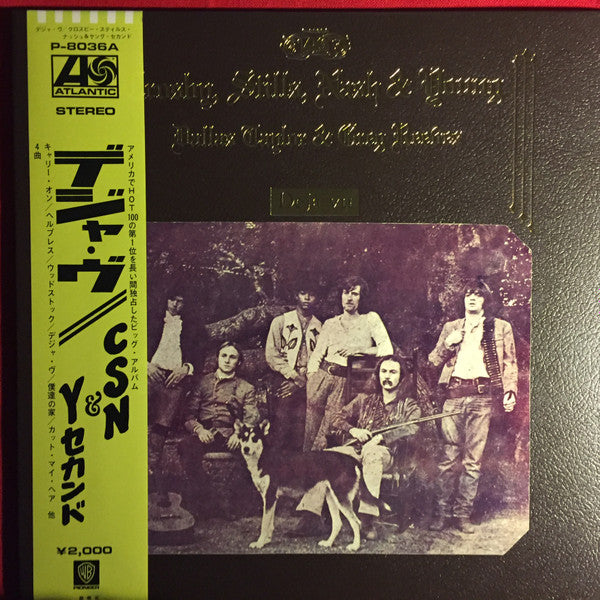 デジャ・ヴ/クロスビー・スティルス・
ナッシュ&ヤング・セカンド
P-8036A
ATLANTIC
STEREO
アメリカでHOT100の第1位を長い間独占したビッグ・アルバム
デジャ・ヴ/CSN&Yセカンド
キャリー・オン/ヘルプレス/ウッドストック/デジャ・ヴ/僕達の家/カット・マイ・ヘア 他
4曲
¥2,000
WB
PIONEER
Crosby, Stills, Nash & Young
Dallas Taylor & Greg Reeves
Déjà vu